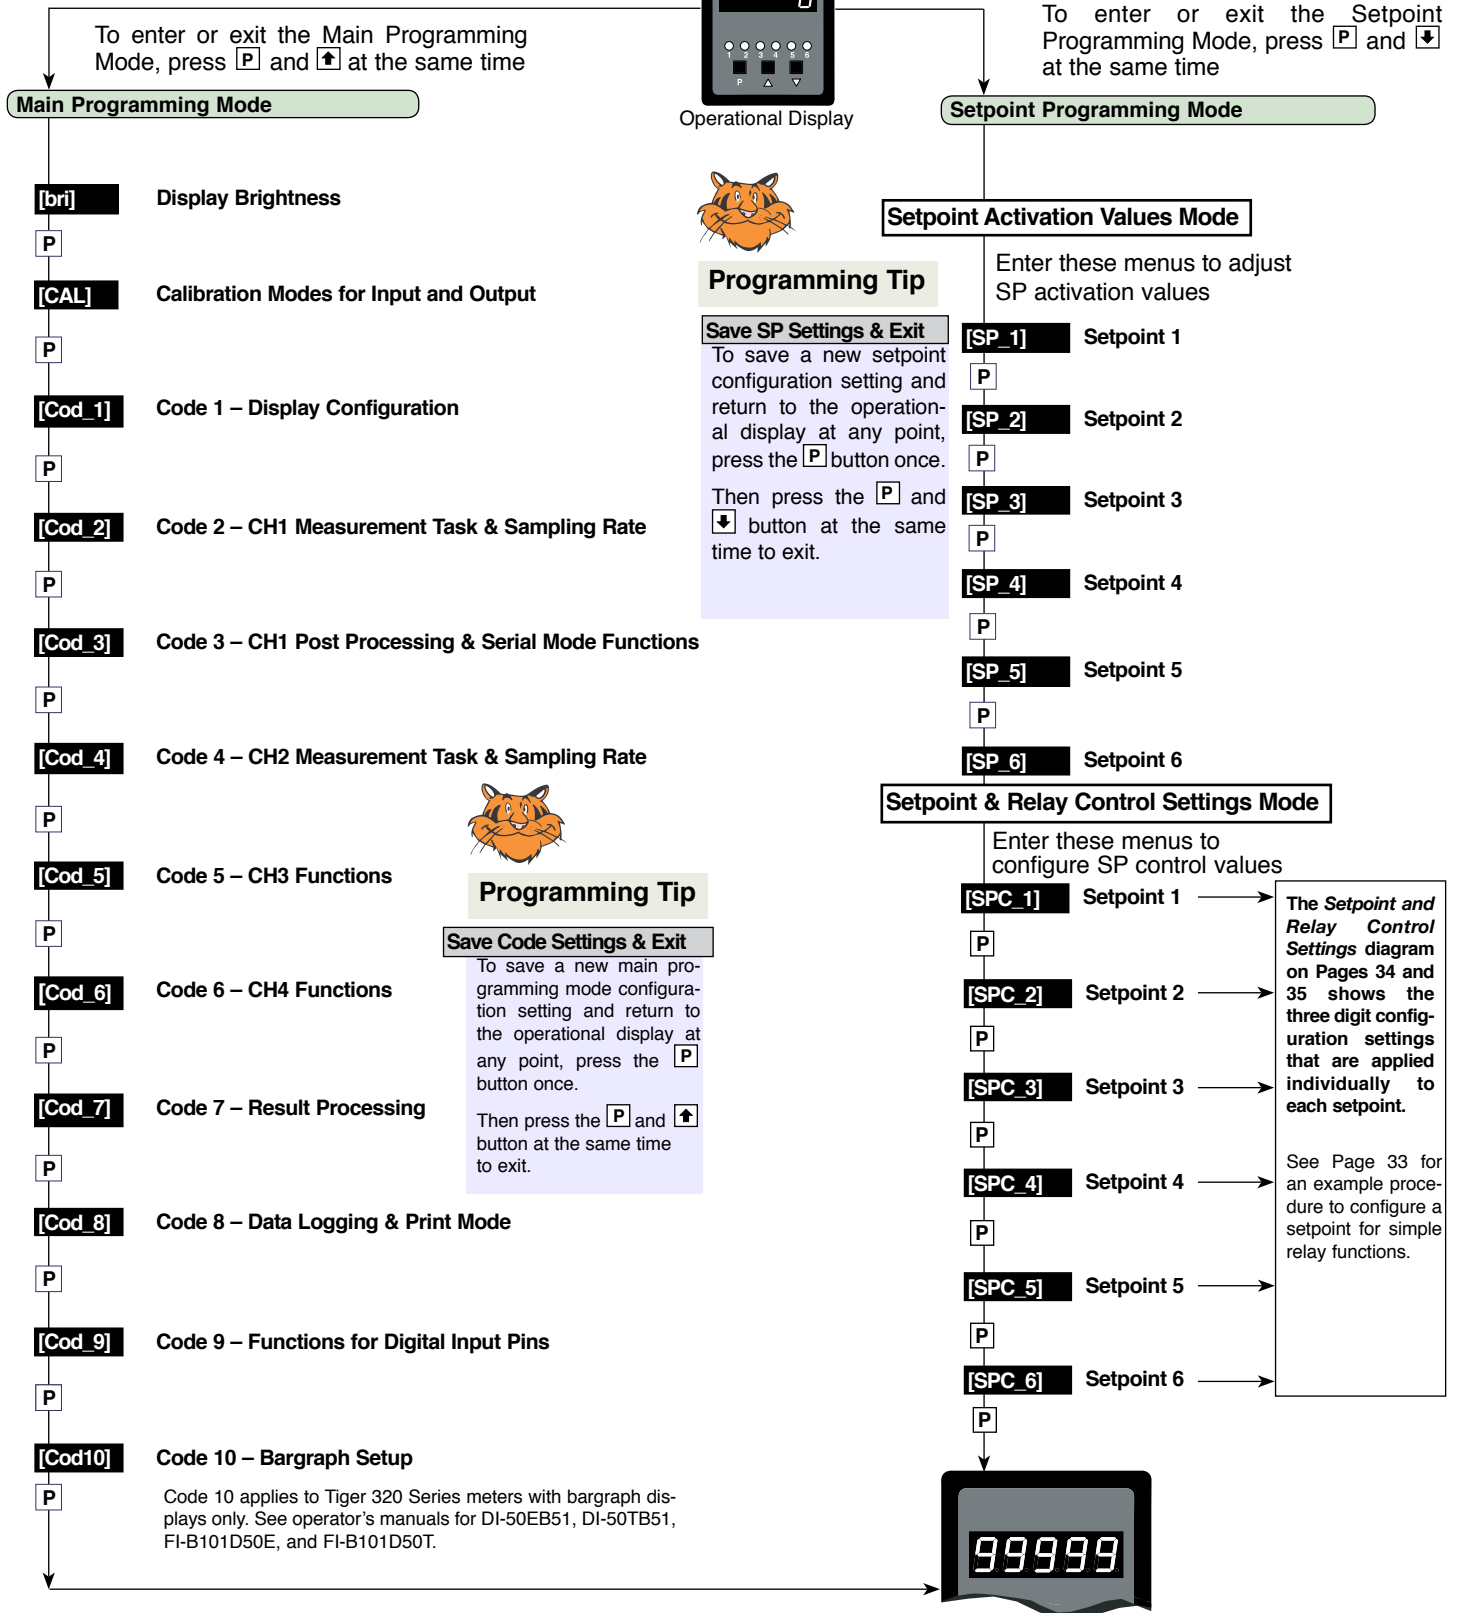 To enter or exit the Main Programming
Mode, press P and at the same time
0
1 2 3 4 5 6
P
Operational Display
To enter or exit the Setpoint
Programming Mode, press P and
at the same time
Main Programming Mode
[bri] Display Brightness
P
[CAL] Calibration Modes for Input and Output
P
[Cod_1] Code 1 – Display Configuration
P
[Cod_2] Code 2 – CH1 Measurement Task & Sampling Rate
P
[Cod_3] Code 3 – CH1 Post Processing & Serial Mode Functions
P
[Cod_4] Code 4 – CH2 Measurement Task & Sampling Rate
P
[Cod_5] Code 5 – CH3 Functions
P
[Cod_6] Code 6 – CH4 Functions
P
[Cod_7] Code 7 – Result Processing
P
[Cod_8] Code 8 – Data Logging & Print Mode
P
[Cod_9] Code 9 – Functions for Digital Input Pins
P
[Cod10] Code 10 – Bargraph Setup
P
Code 10 applies to Tiger 320 Series meters with bargraph dis-
plays only. See operator's manuals for DI-50EB51, DI-50TB51,
FI-B101D50E, and FI-B101D50T.
Programming Tip
Save Code Settings & Exit
To save a new main pro-
gramming mode configura-
tion setting and return to
the operational display at
any point, press the P
button once.
Then press the P and
button at the same time
to exit.
Programming Tip
Save SP Settings & Exit
To save a new setpoint
configuration setting and
return to the operation-
al display at any point,
press the P button once.
Then press the P and
button at the same
time to exit.
Setpoint Programming Mode
Setpoint Activation Values Mode
Enter these menus to adjust
SP activation values
[SP_1] Setpoint 1
P
[SP_2] Setpoint 2
P
[SP_3] Setpoint 3
P
[SP_4] Setpoint 4
P
[SP_5] Setpoint 5
P
[SP_6] Setpoint 6
Setpoint & Relay Control Settings Mode
Enter these menus to
configure SP control values
[SPC_1] Setpoint 1
P
[SPC_2] Setpoint 2
P
[SPC_3] Setpoint 3
P
[SPC_4] Setpoint 4
P
[SPC_5] Setpoint 5
P
[SPC_6] Setpoint 6
P
The Setpoint and
Relay Control
Settings diagram
on Pages 34 and
35 shows the
three digit config-
uration settings
that are applied
individually to
each setpoint.
See Page 33 for
an example proce-
dure to configure a
setpoint for simple
relay functions.
99999